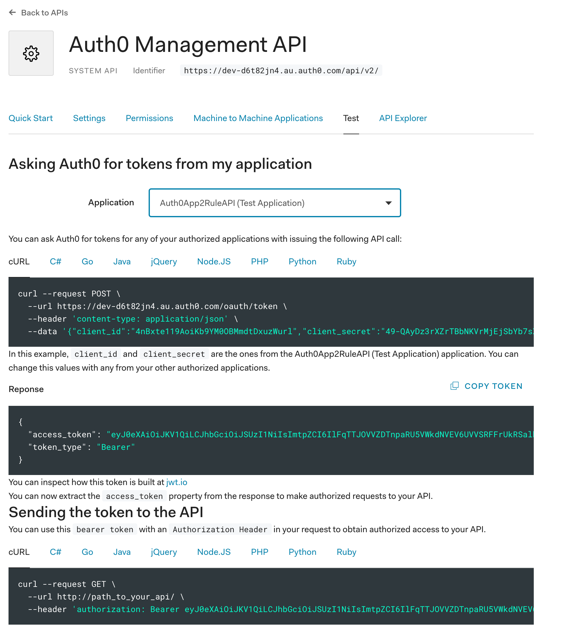 ← Back to APIs
Auth0 Management API
SYSTEM API Identifier https://dev-d6t82jn4.au.auth0.com/api/v2/
Quick Start Settings Permissions Machine to Machine Applications Test API Explorer
Asking Auth0 for tokens from my application
Application Auth0App2RuleAPI (Test Application)
You can ask Auth0 for tokens for any of your authorized applications with issuing the following API call:
cURL C# Go Java jQuery Node.JS PHP Python Ruby
curl --request POST \
--url https://dev-d6t82jn4.au.auth0.com/oauth/token \
--header 'content-type: application/json' \
--data '{"client_id":"4nBxte119AoiKb9YM0OBMmdtDxuzWurl","client_secret":"49-QAyDz3rXZrTBbNKVrMjEjSbYb7s
In this example, client_id and client_secret are the ones from the Auth0App2RuleAPI (Test Application) application. You can
change this values with any from your other authorized applications.
Reponse COPY TOKEN
{
"access_token": "eyJ0eXAiOiJKV1QiLCJhbGciOiJSUzI1NiIsImtpZCI6IlFqTTJOVVZDTnpaRU5VWkdNVEV6UVVSRFFrUkRSal
"token_type": "Bearer"
}
You can inspect how this token is built at jwt.io
You can now extract the access_token property from the response to make authorized requests to your API.
Sending the token to the API
You can use this bearer token with an Authorization Header in your request to obtain authorized access to your API.
cURL C# Go Java jQuery Node.JS PHP Python Ruby
curl --request GET \
--url http://path_to_your_api/ \
--header 'authorization: Bearer eyJ0eXAiOiJKV1QiLCJhbGciOiJSUzI1NiIsImtpZCI6IlFqTTJOVVZDTnpaRU5VWkdNVEV6